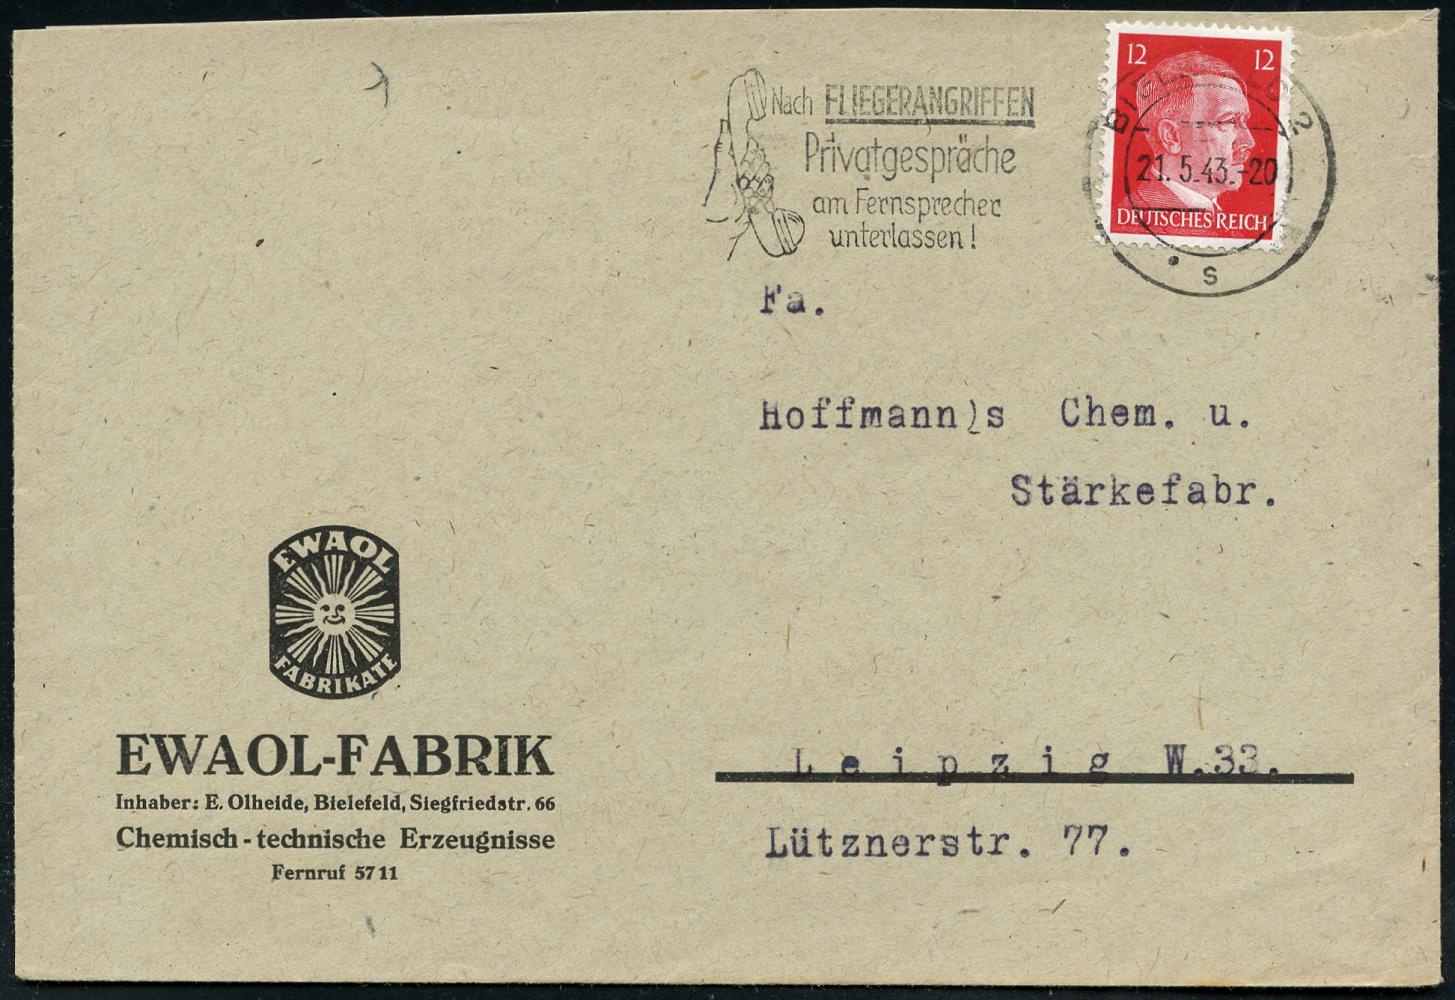 Nach FLIEGERANGRIFFEN
Privatgespräche
am Fernsprecher
unterlassen!
12 12
DEUTSCHES REICH
21.5.43.-20
2
S
Fa.
Hoffmann)s Chem. u.
Stärkefabr.
Leipzig W.33.
Lütznerstr. 77.
EWAOL
FABRIKATE
EWAOL-FABRIK
Inhaber: E. Olheide, Bielefeld, Siegfriedstr. 66
Chemisch-technische Erzeugnisse
Fernruf 5711